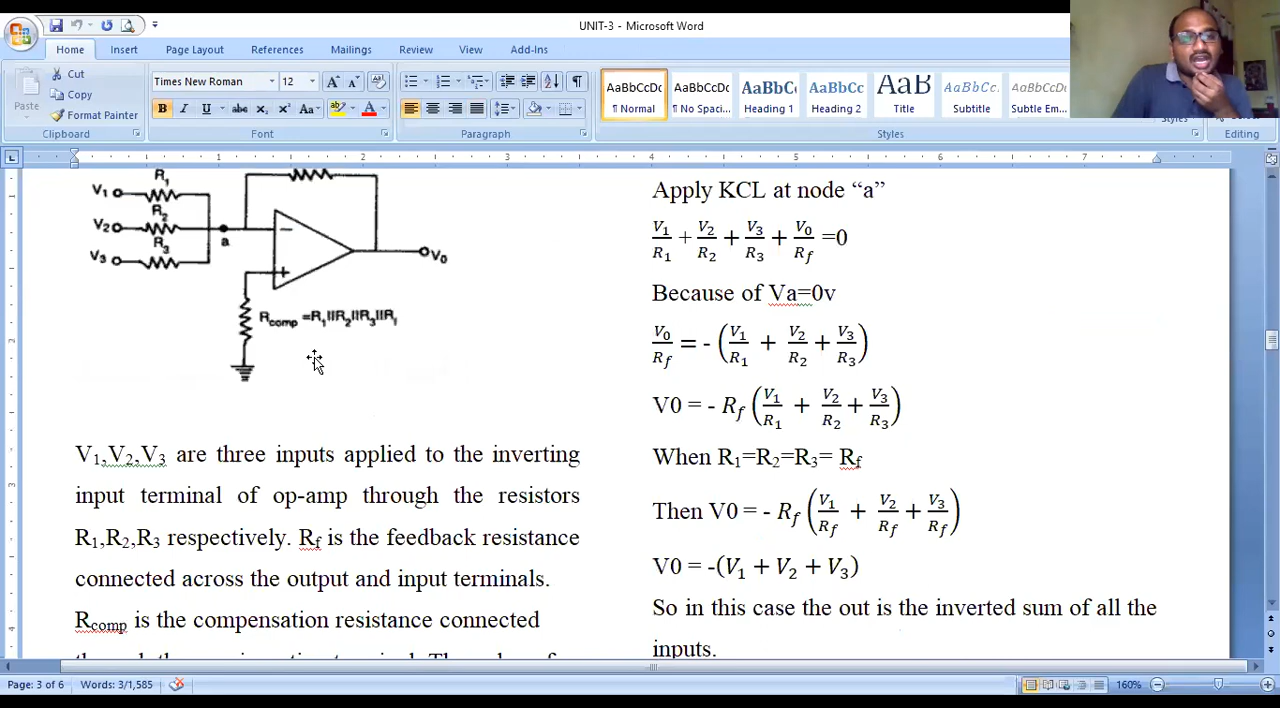 UNIT-3 - Microsoft Word
Home Insert Page Layout References Mailings Review View Add-Ins
Paste
Cut
Copy
Format Painter
Clipboard
Times New Roman 12
Font
Paragraph
AaBbCcDc AaBbCcDc AaBbC AaBbCc AaB AaBbCc. AaBbCcDc
¶ Normal ¶ No Spaci... Heading 1 Heading 2 Title Subtitle Subtle Em...
Styles
Styles
Editing
1 2 3 4 5 6 7
V1 R1
V2 R2
V3 R3
a
V0
Rcomp =R1||R2||R3||Rf
V1,V2,V3 are three inputs applied to the inverting
input terminal of op-amp through the resistors
R1,R2,R3 respectively. Rf is the feedback resistance
connected across the output and input terminals.
Rcomp is the compensation resistance connected
Apply KCL at node “a”
V1/R1 + V2/R2 + V3/R3 + V0/Rf =0
Because of Va=0v
V0/Rf = - (V1/R1 + V2/R2 + V3/R3)
V0 = - Rf (V1/R1 + V2/R2 + V3/R3)
When R1=R2=R3= Rf
Then V0 = - Rf (V1/Rf + V2/Rf + V3/Rf)
V0 = -(V1 + V2 + V3)
So in this case the out is the inverted sum of all the
inputs.
Page: 3 of 6 Words: 3/1,585 160%